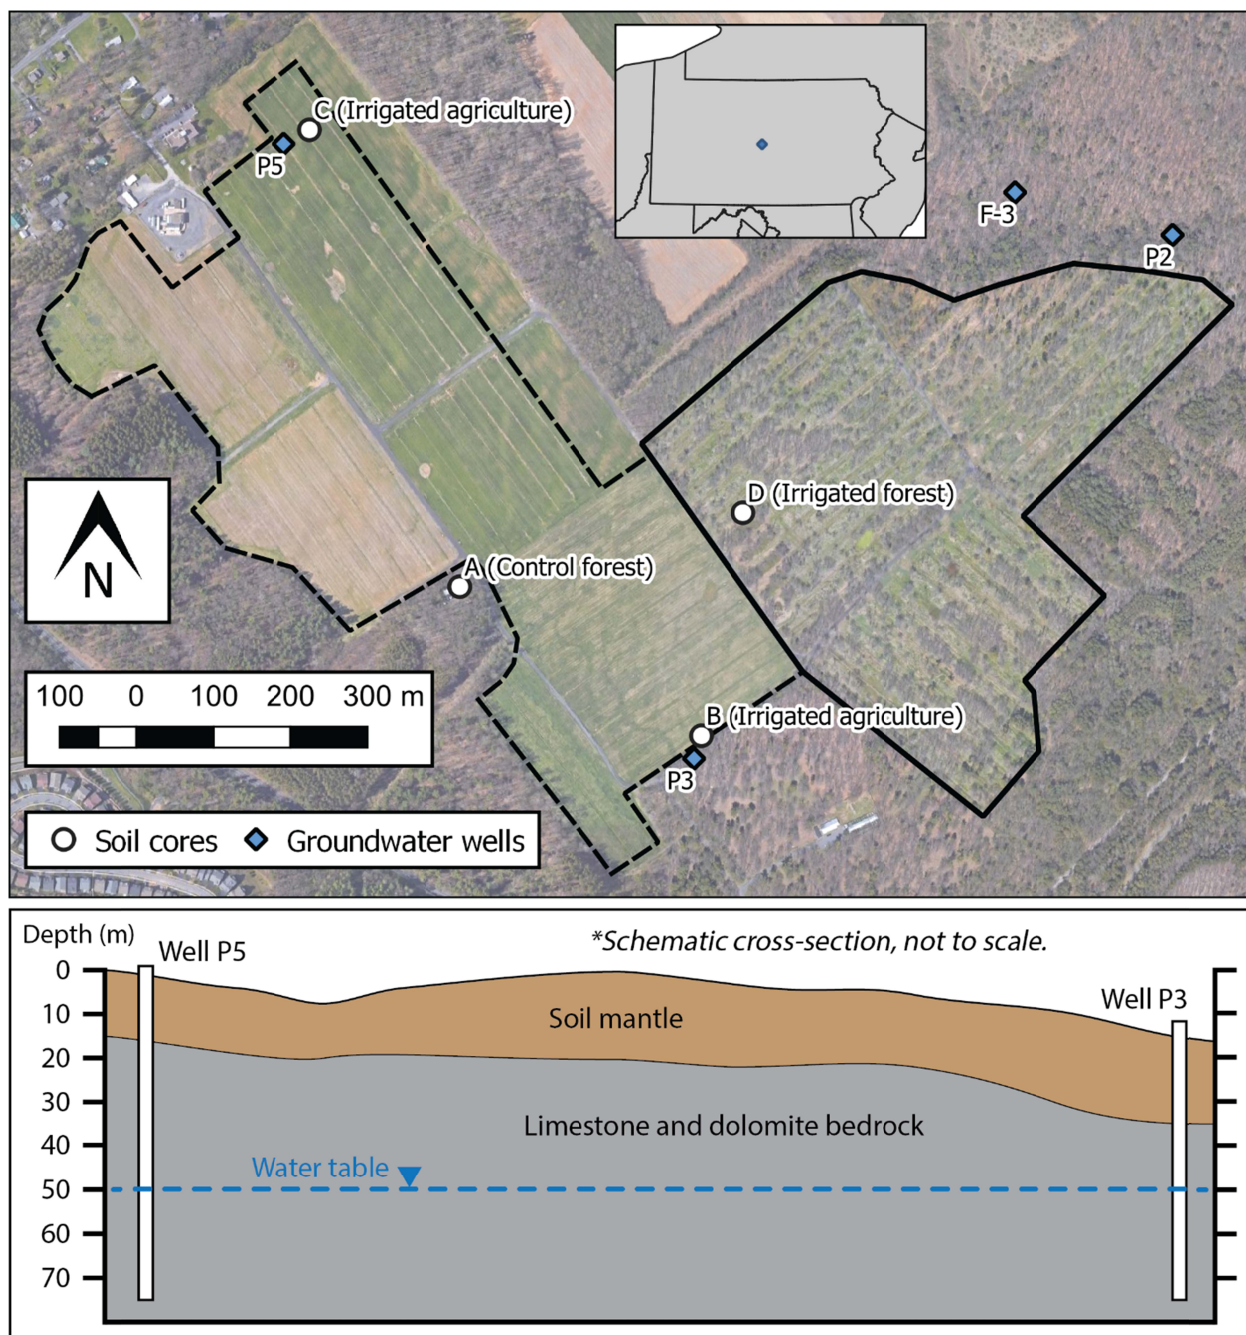 C (Irrigated agriculture)
P5
F-3
P2
D (Irrigated forest)
A (Control forest)
N
100 0 100 200 300 m
B (Irrigated agriculture)
P3
Soil cores Groundwater wells
Depth (m)
Well P5
*Schematic cross-section, not to scale.
0
10
20
30
40
50
60
70
Well P3
Soil mantle
Limestone and dolomite bedrock
Water table